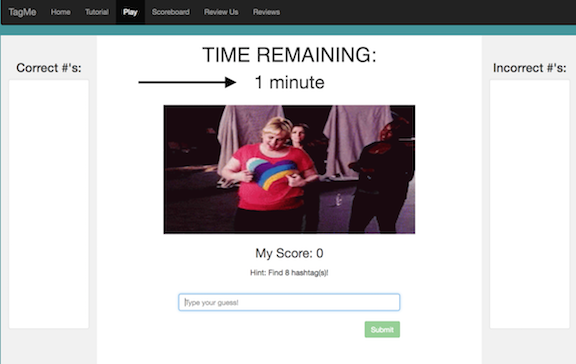 TagMe Home Tutorial Play Scoreboard Review Us Reviews
TIME REMAINING:
1 minute
Correct #'s:
Incorrect #'s:
My Score: 0
Hint: Find 8 hashtag(s)!
Type your guess!
Submit